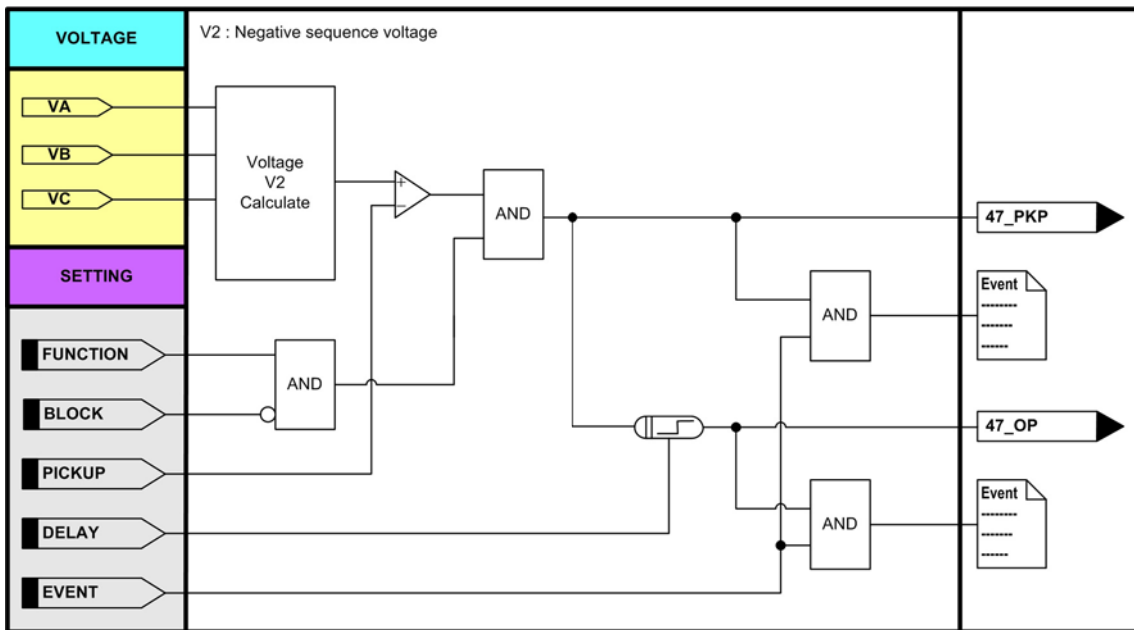 VOLTAGE
V2 : Negative sequence voltage
VA
VB
VC
Voltage
V2
Calculate
+
−
AND
47_PKP
SETTING
Event
--------
-------
------
AND
FUNCTION
AND
BLOCK
47_OP
PICKUP
Event
--------
-------
------
DELAY
AND
EVENT